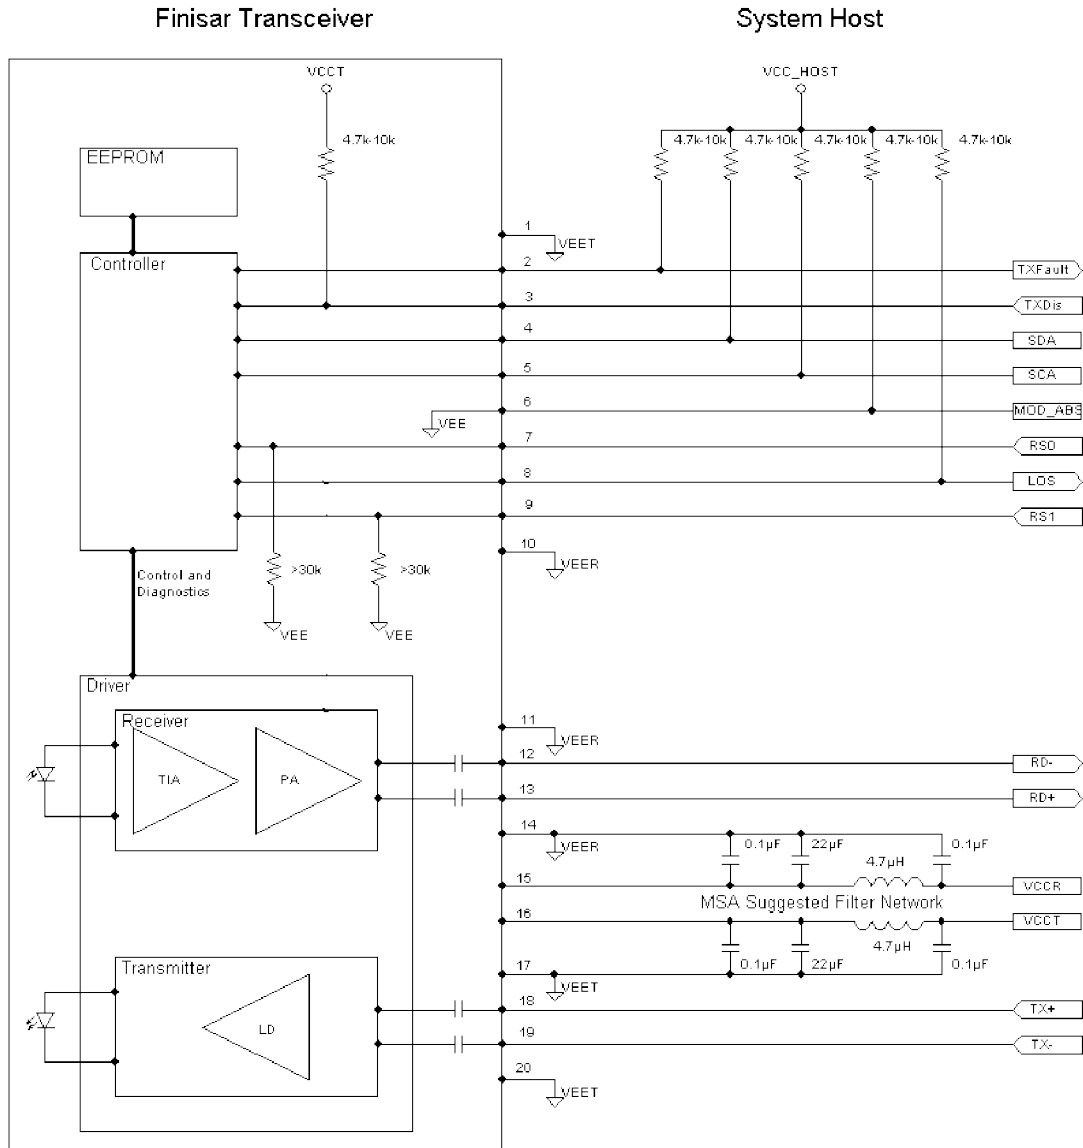 Finisar Transceiver
System Host
VCCT
VCC_HOST
4.7k-10k
4.7k-10k 4.7k-10k 4.7k-10k 4.7k-10k 4.7k-10k
EEPROM
1
VEET
Controller
2
TXFault
3
TXDis
4
SDA
5
SCA
6
MOD_ABS
VEE
7
RS0
8
LOS
9
RS1
10
VEER
Control and
Diagnostics
>30k
>30k
VEE
VEE
Driver
Receiver
11
VEER
12
RD-
TIA
PA
13
RD+
14
VEER
0.1µF
22µF
0.1µF
4.7µH
15
VCCR
MSA Suggested Filter Network
16
VCCT
4.7µH
0.1µF
22µF
0.1µF
17
VEET
Transmitter
18
TX+
LD
19
TX-
20
VEET